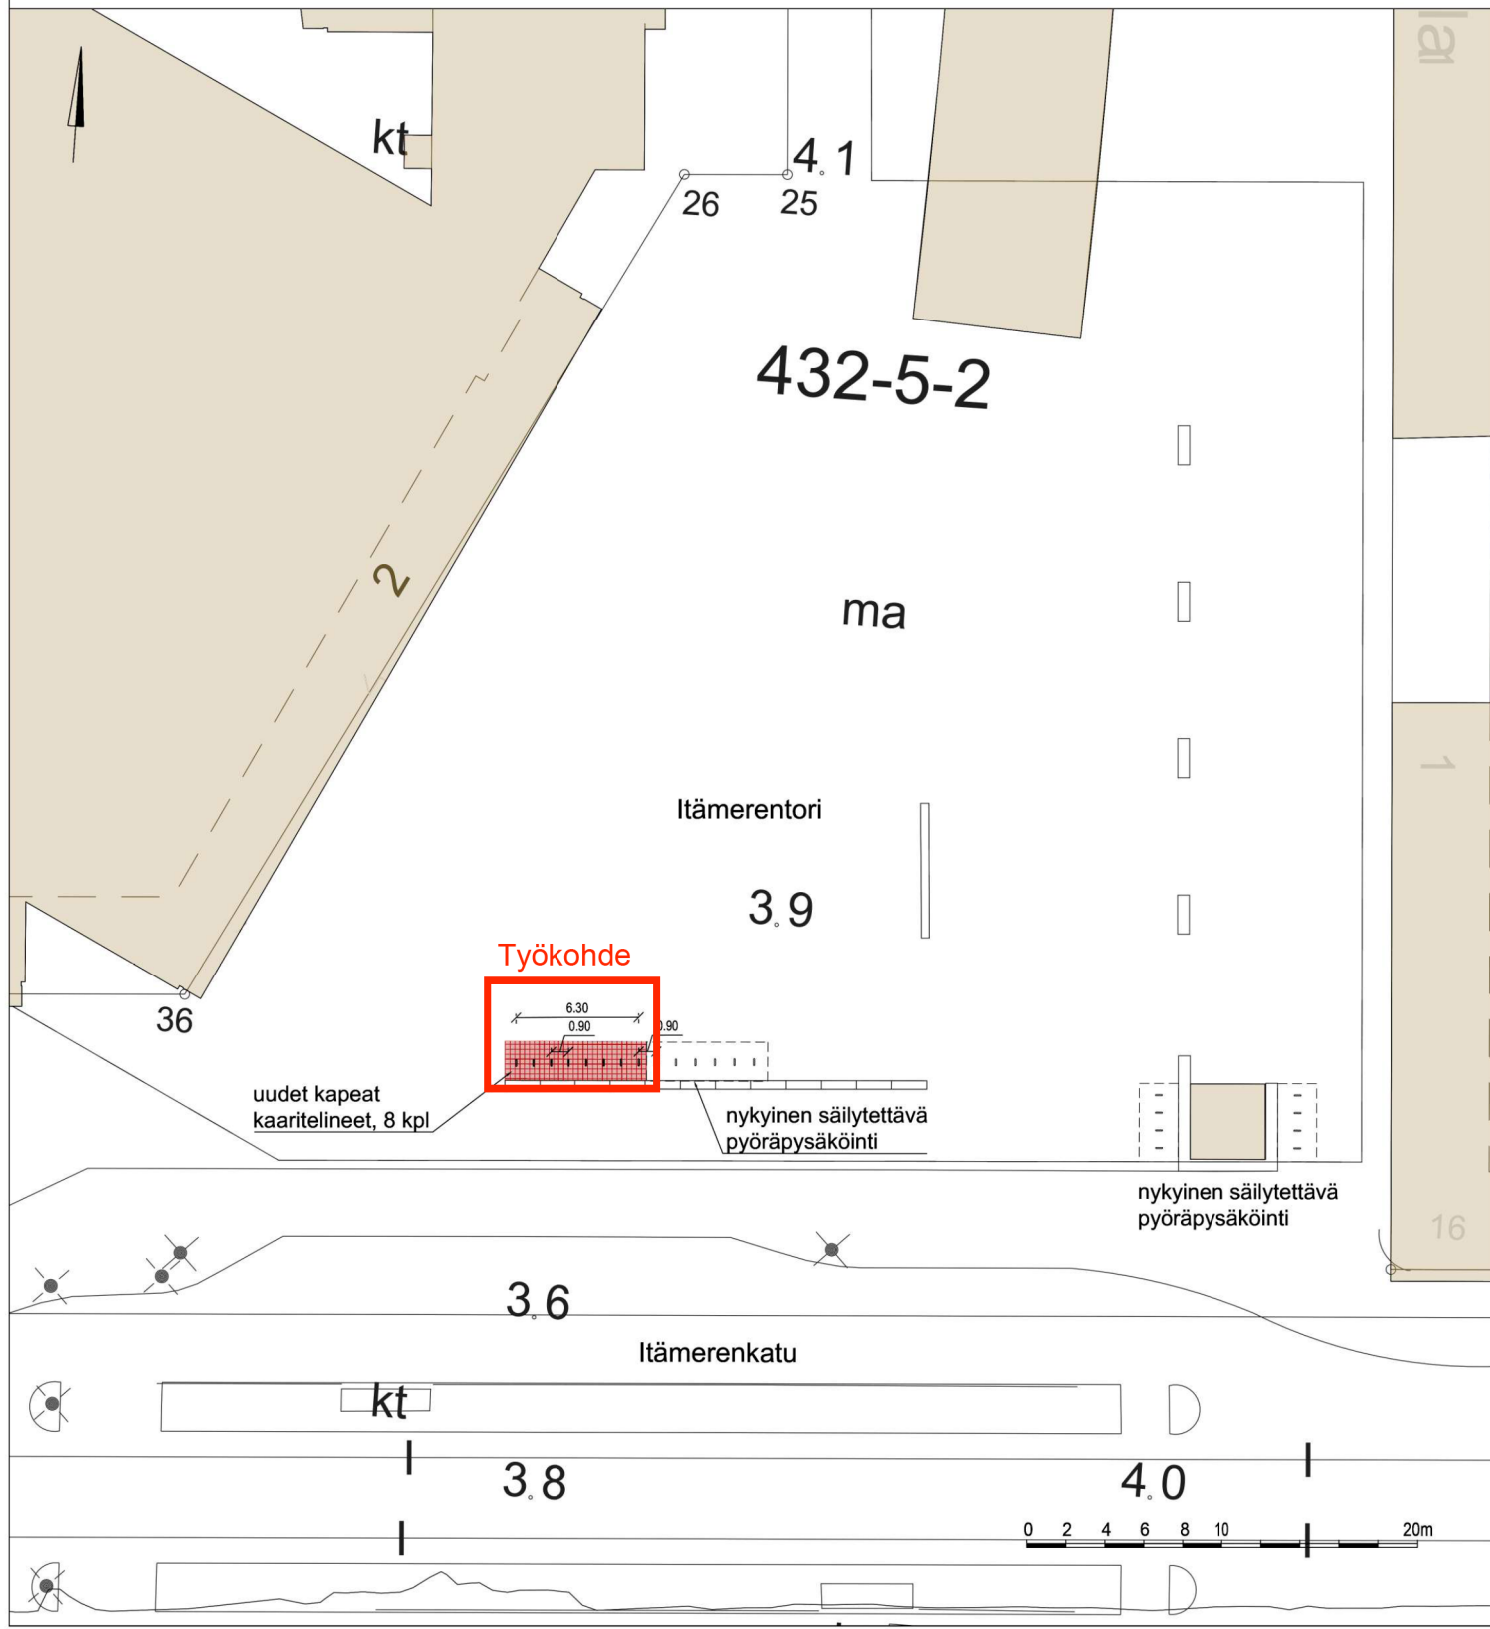 lar
kt
4.1
26
25
432-5-2
2
ma
1
Itämerentori
3.9
Työkohde
36
6.30
0.90
0.90
uudet kapeat
kaaritelineet, 8 kpl
nykyinen säilytettävä
pyöräpysäköinti
nykyinen säilytettävä
pyöräpysäköinti
16
3.6
Itämerenkatu
kt
3.8
4.0
0 2 4 6 8 10 20m